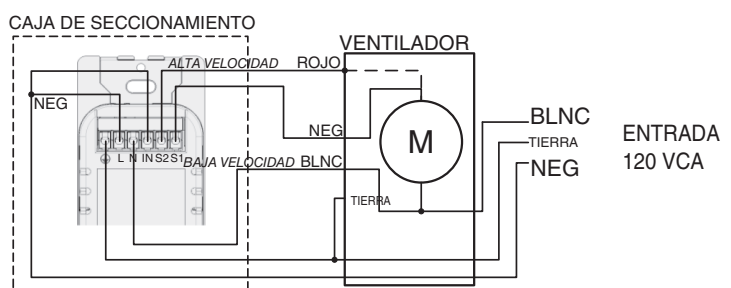 CAJA DE SECCIONAMIENTO
VENTILADOR
ALTA VELOCIDAD ROJO
NEG
NEG
L N IN S2 S1
BAJA VELOCIDAD BLNC
TIERRA
M
BLNC
TIERRA
NEG
ENTRADA
120 VCA